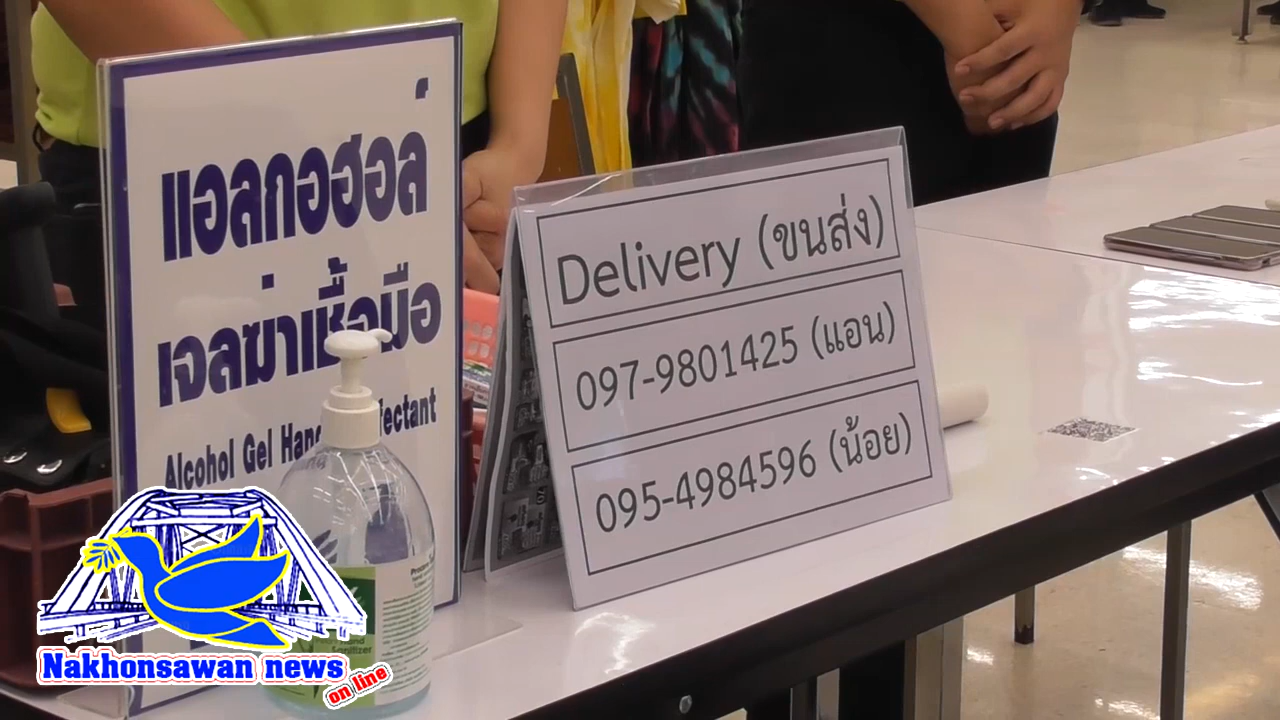 แอลกอฮอล์
เจลฆ่าเชื้อมือ
Alcohol Gel
Delivery (ขนส่ง)
097-9801425 (แอน)
095-4984596 (น้อย)
Nakhonsawan news
on line